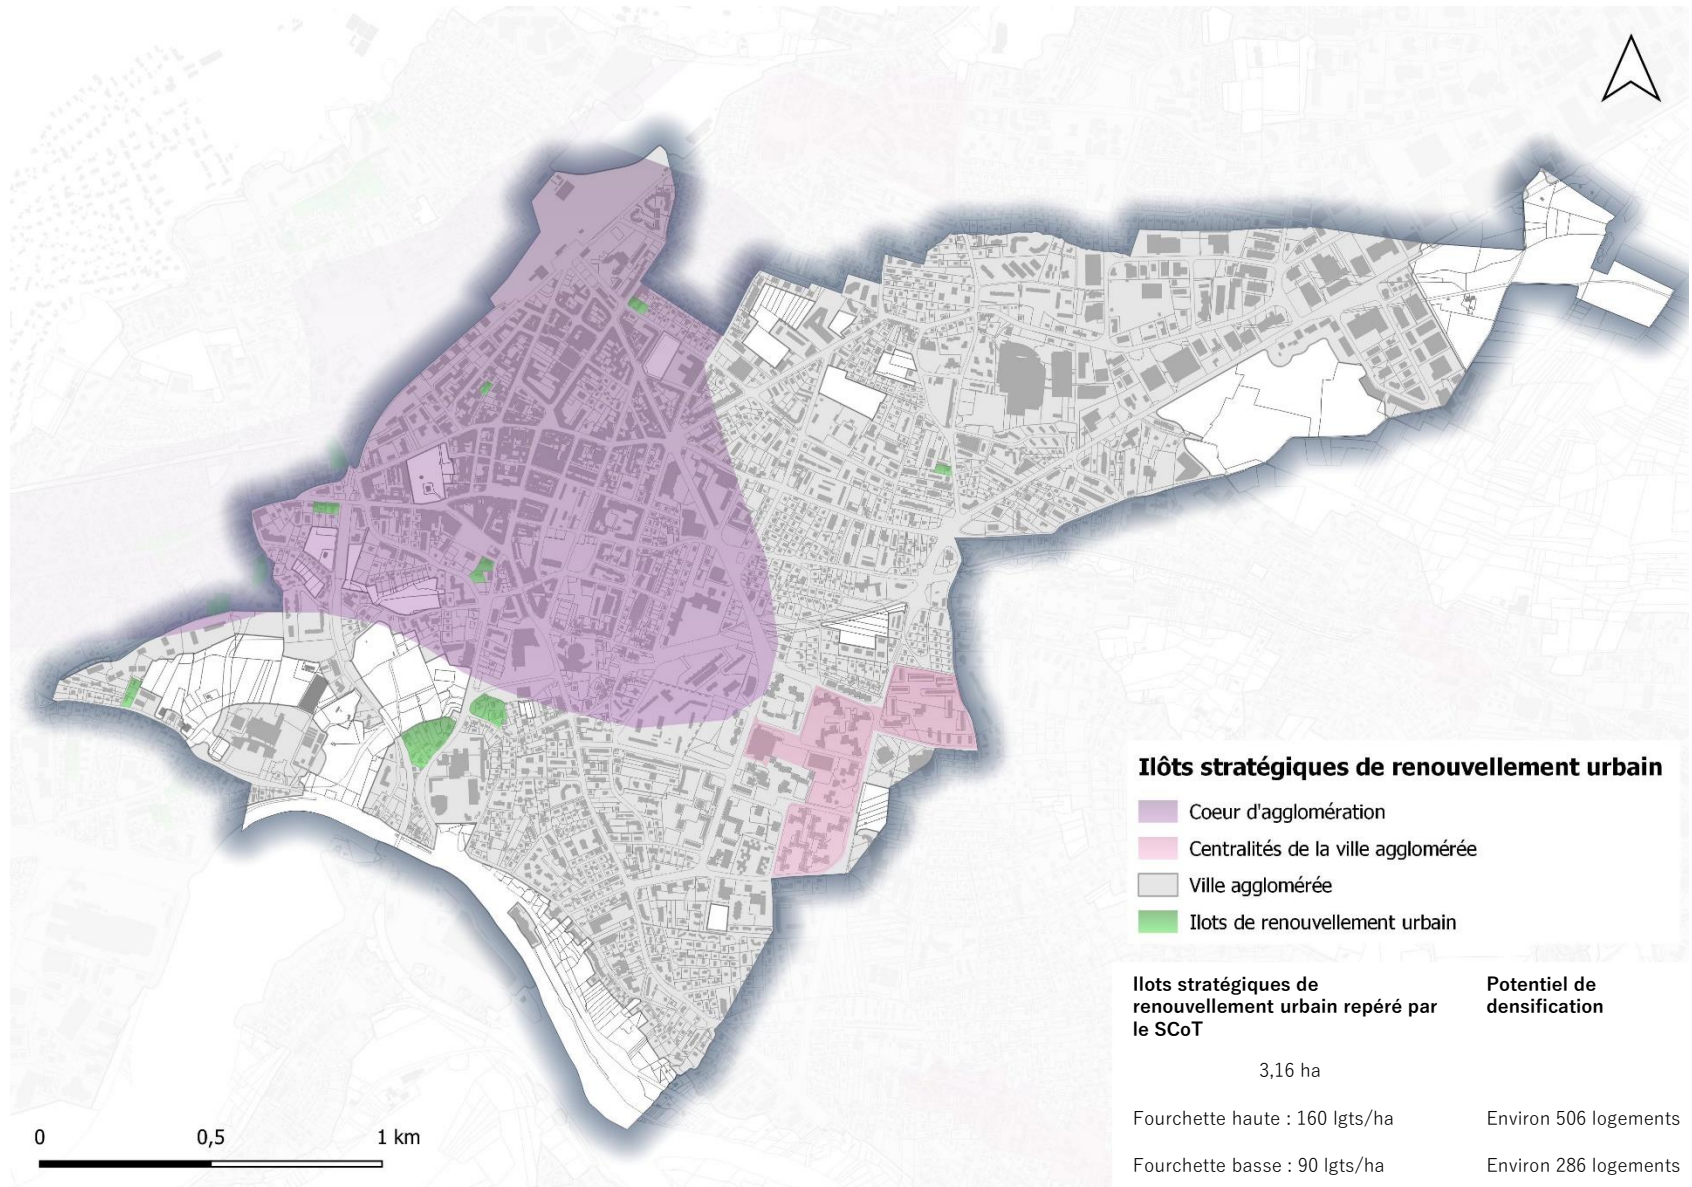 Ilôts stratégiques de renouvellement urbain
Coeur d'agglomération
Centralités de la ville agglomérée
Ville agglomérée
Ilots de renouvellement urbain
Ilots stratégiques de
renouvellement urbain repéré par
le SCoT
Potentiel de
densification
3,16 ha
Fourchette haute : 160 lgts/ha
Environ 506 logements
Fourchette basse : 90 lgts/ha
Environ 286 logements
0
0,5
1 km